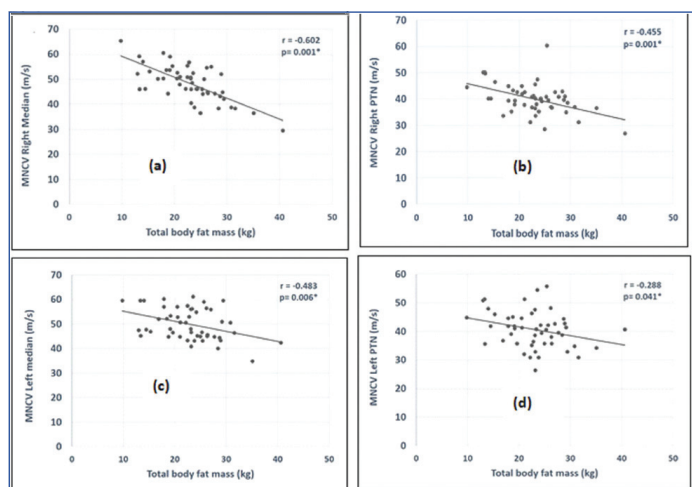 r = -0.602
p= 0.001*
MNCV Right Median (m/s)
70
60
50
40
30
20
10
0
(a)
0 10 20 30 40 50
Total body fat mass (kg)
r = -0.455
p= 0.001*
MNCV Right PTN (m/s)
70
60
50
40
30
20
10
0
(b)
0 10 20 30 40 50
Total body fat mass (kg)
r = -0.483
p= 0.006*
MNCV Left median (m/s)
70
60
50
40
30
20
10
0
(c)
0 10 20 30 40 50
Total body fat mass (kg)
r = -0.288
p= 0.041*
MNCV Left PTN (m/s)
60
50
40
30
20
10
0
(d)
0 10 20 30 40 50
Total body fat mass (kg)